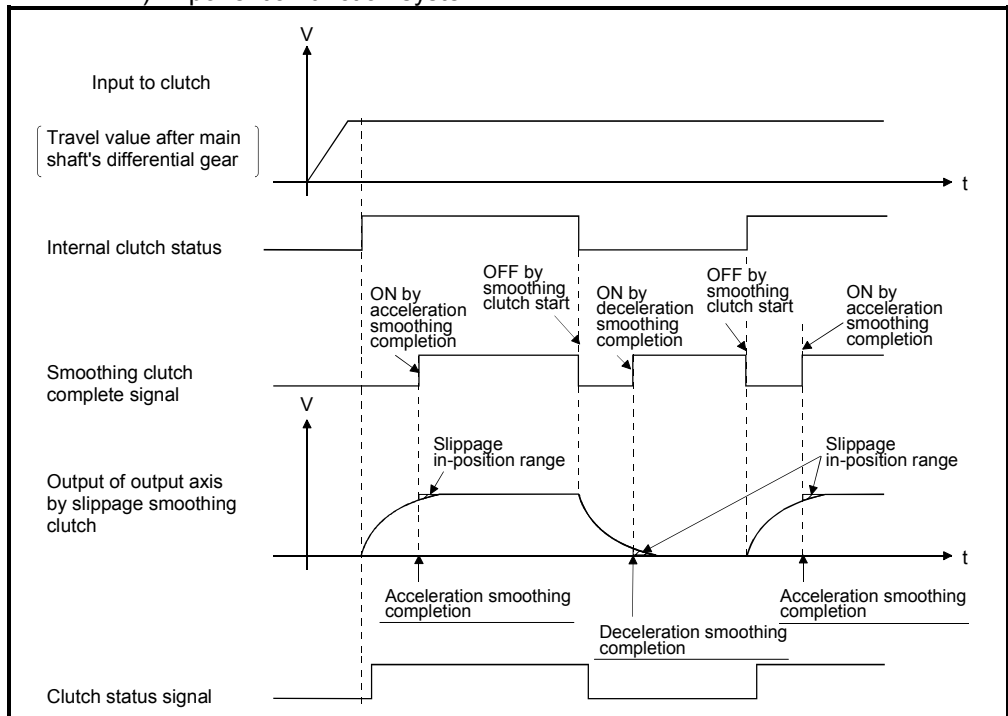 V
Input to clutch
Travel value after main
shaft's differential gear
t
Internal clutch status
OFF by
smoothing
clutch start
ON by
acceleration
smoothing
completion
ON by
deceleration
smoothing
completion
OFF by
smoothing
clutch start
ON by
acceleration
smoothing
completion
Smoothing clutch
complete signal
V
Slippage
in-position range
Slippage
in-position range
Output of output axis
by slippage smoothing
clutch
t
Acceleration smoothing
completion
Deceleration smoothing
completion
Acceleration smoothing
completion
Clutch status signal